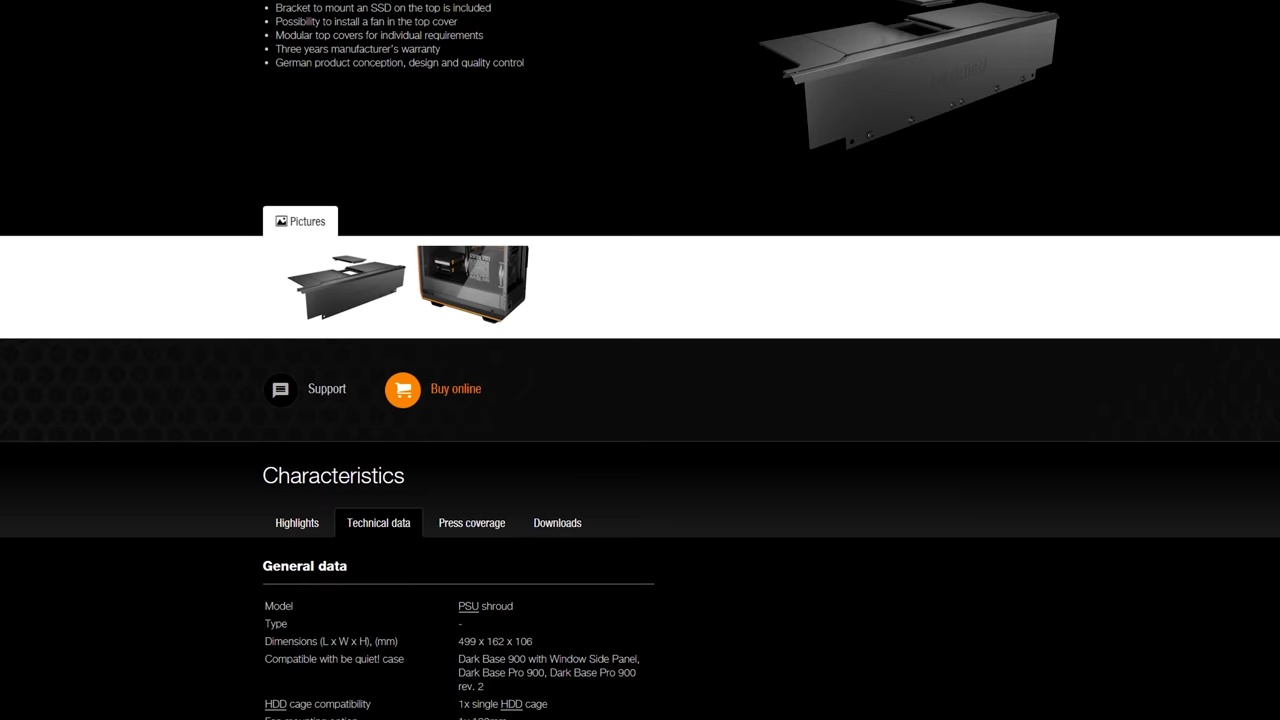 Bracket to mount an SSD on the top is included
Possibility to install a fan in the top cover
Modular top covers for individual requirements
Three years manufacturer's warranty
German product conception, design and quality control
Pictures
Support
Buy online
Characteristics
Highlights
Technical data
Press coverage
Downloads
General data
Model PSU shroud
Type -
Dimensions (L x W x H), (mm) 499 x 162 x 106
Compatible with be quiet! case Dark Base 900 with Window Side Panel,
Dark Base Pro 900, Dark Base Pro 900
rev. 2
HDD cage compatibility 1x single HDD cage